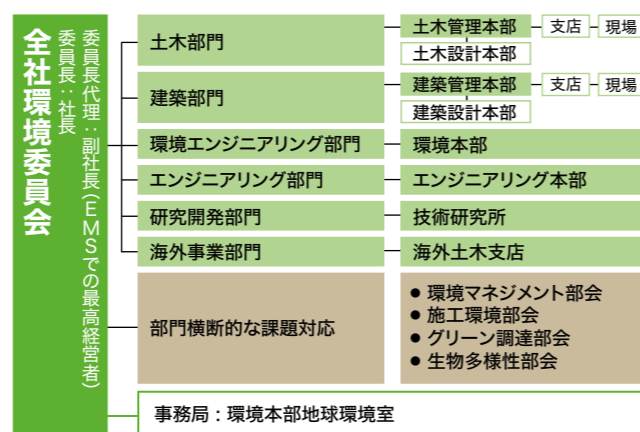 全社環境委員会
委員長：社長
委員長代理：副社長(EMSでの最高経営者)
土木部門
土木管理本部
支店
現場
土木設計本部
建築部門
建築管理本部
支店
現場
建築設計本部
環境エンジニアリング部門
環境本部
エンジニアリング部門
エンジニアリング本部
研究開発部門
技術研究所
海外事業部門
海外土木支店
部門横断的な課題対応
● 環境マネジメント部会
● 施工環境部会
● グリーン調達部会
● 生物多様性部会
事務局：環境本部地球環境室